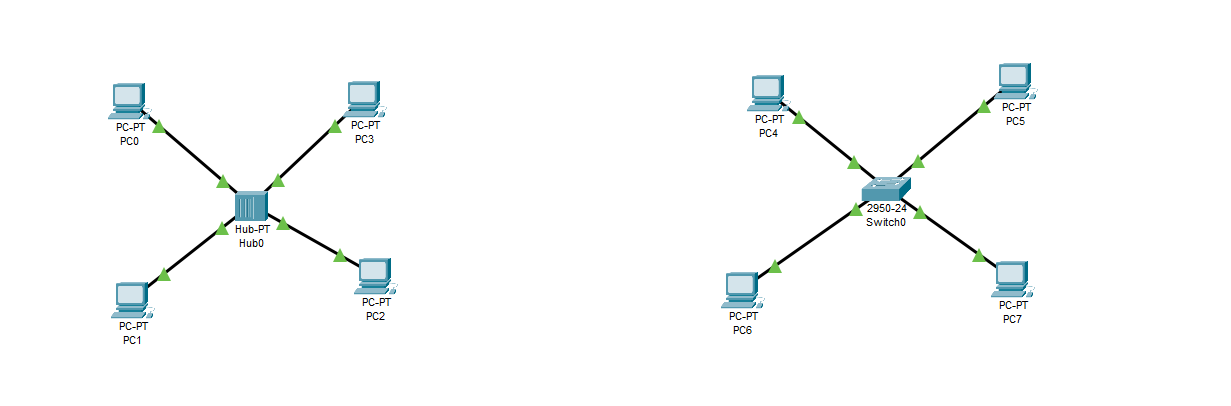 PC-PT
PC0
PC-PT
PC3
Hub-PT
Hub0
PC-PT
PC1
PC-PT
PC2
PC-PT
PC4
PC-PT
PC5
2950-24
Switch0
PC-PT
PC6
PC-PT
PC7